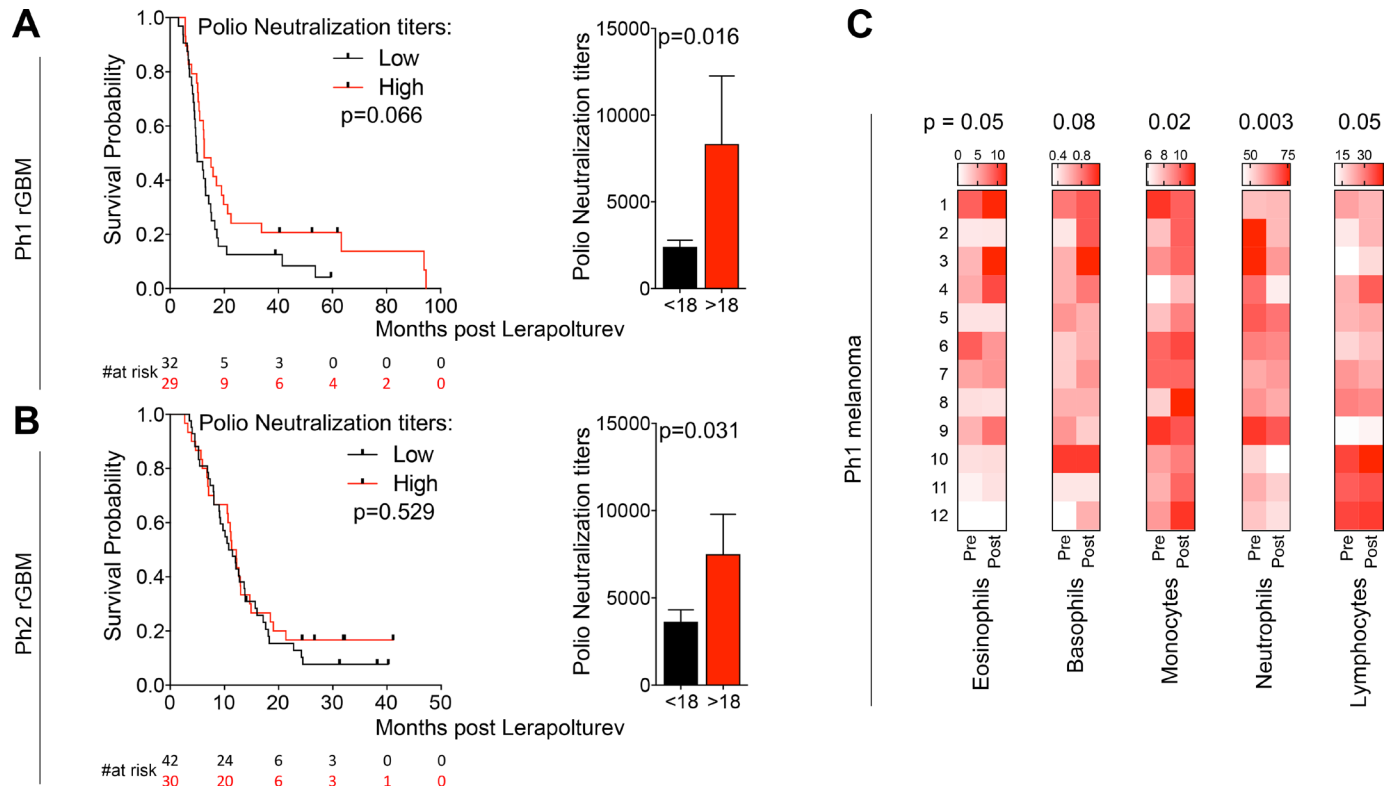 A
Ph1 rGBM
Survival Probability
1.0
0.8
0.6
0.4
0.2
0.0
Polio Neutralization titers:
Low
High
p=0.066
0 20 40 60 80 100
Months post Lerapolturev
#at risk
32 5 3 0 0 0
29 9 6 4 2 0
Polio Neutralization titers
15000
10000
5000
0
p=0.016
<18 >18
B
Ph2 rGBM
Survival Probability
1.0
0.8
0.6
0.4
0.2
0.0
Polio Neutralization titers:
Low
High
p=0.529
0 10 20 30 40 50
Months post Lerapolturev
#at risk
42 24 6 3 0 0
30 20 6 3 1 0
Polio Neutralization titers
15000
10000
5000
0
p=0.031
<18 >18
C
Ph1 melanoma
p = 0.05 0.08 0.02 0.003 0.05
0 5 10 0.4 0.8 6 8 10 50 75 15 30
1
2
3
4
5
6
7
8
9
10
11
12
Pre Post Pre Post Pre Post Pre Post Pre Post
Eosinophils Basophils Monocytes Neutrophils Lymphocytes